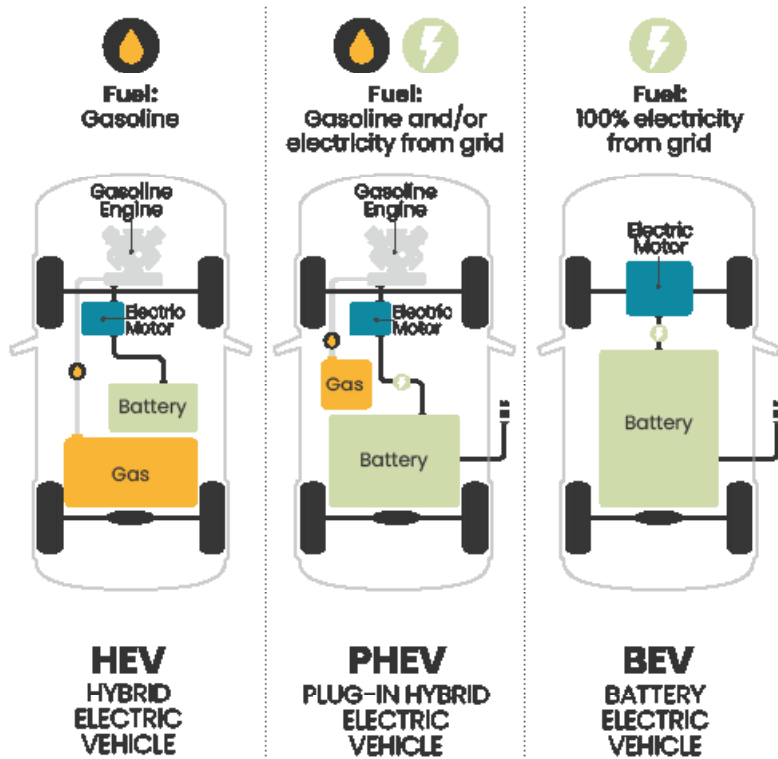 Fuel:
Gasoline
Gasoline
Engine
Electric
Motor
Battery
Gas
HEV
HYBRID
ELECTRIC
VEHICLE
Fuel:
Gasoline and/or
electricity from grid
Gasoline
Engine
Electric
Motor
Gas
Battery
PHEV
PLUG-IN HYBRID
ELECTRIC
VEHICLE
Fuel:
100% electricity
from grid
Electric
Motor
Battery
BEV
BATTERY
ELECTRIC
VEHICLE